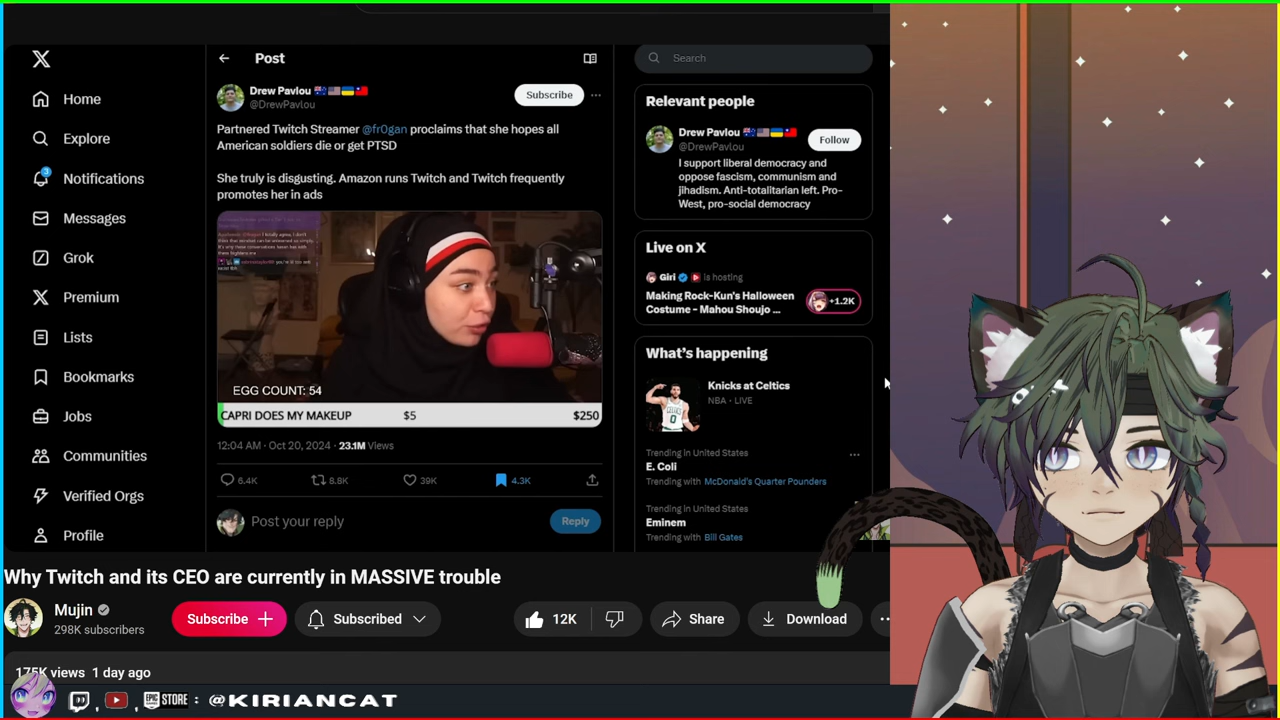 Home
Explore
3
Notifications
Messages
Grok
Premium
Lists
Bookmarks
Jobs
Communities
Verified Orgs
Profile
Post
Drew Pavlou
@DrewPavlou
Subscribe
Partnered Twitch Streamer @fr0gan proclaims that she hopes all
American soldiers die or get PTSD
She truly is disgusting. Amazon runs Twitch and Twitch frequently
promotes her in ads
EGG COUNT: 54
CAPRI DOES MY MAKEUP $5 $250
12:04 AM · Oct 20, 2024 · 23.1M Views
6.4K 8.8K 39K 4.3K
Post your reply
Reply
Search
Relevant people
Drew Pavlou
@DrewPavlou
Follow
I support liberal democracy and
oppose fascism, communism and
jihadism. Anti-totalitarian left. Pro-
West, pro-social democracy
Live on X
Giri is hosting
Making Rock-Kun's Halloween
Costume - Mahou Shoujo ...
+1.2K
What's happening
Knicks at Celtics
NBA · LIVE
Trending in United States
E. Coli
Trending with McDonald's Quarter Pounders
Trending in United States
Eminem
Trending with Bill Gates
Why Twitch and its CEO are currently in MASSIVE trouble
Mujin
298K subscribers
Subscribe
Subscribed
12K
Share
Download
175K views 1 day ago
, , EPIC GAMES STORE : @KIRIANCAT